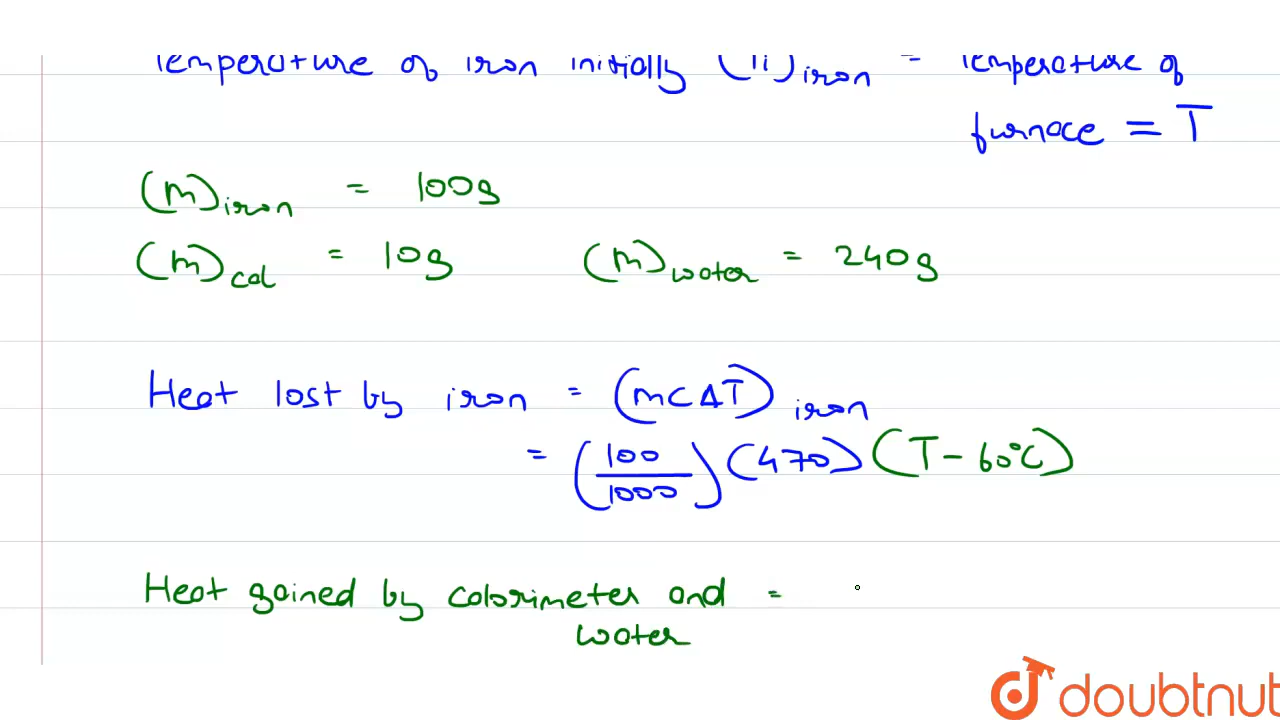 Temperature of iron initially (Ti)iron = Temperature of
furnace = T
(m)iron = 100g
(m)cal = 10g (m)water = 240g
Heat lost by iron = (mcΔT)iron
= (100/1000) (470) (T - 60°C)
Heat gained by calorimeter and =
water
doubtnut